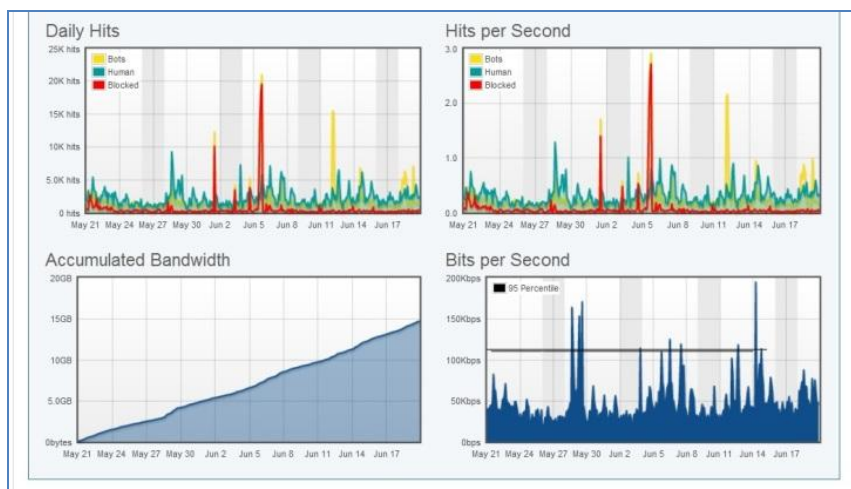 Daily Hits
25K hits
20K hits
15K hits
10K hits
5.0K hits
0 hits
Bots
Human
Blocked
May 21 May 24 May 27 May 30 Jun 2 Jun 5 Jun 8 Jun 11 Jun 14 Jun 17
Hits per Second
3.0
2.0
1.0
0.0
Bots
Human
Blocked
May 21 May 24 May 27 May 30 Jun 2 Jun 5 Jun 8 Jun 11 Jun 14 Jun 17
Accumulated Bandwidth
20GB
15GB
10GB
5.0GB
0bytes
May 21 May 24 May 27 May 30 Jun 2 Jun 5 Jun 8 Jun 11 Jun 14 Jun 17
Bits per Second
200Kbps
150Kbps
100Kbps
50Kbps
0bps
95 Percentile
May 21 May 24 May 27 May 30 Jun 2 Jun 5 Jun 8 Jun 11 Jun 14 Jun 17